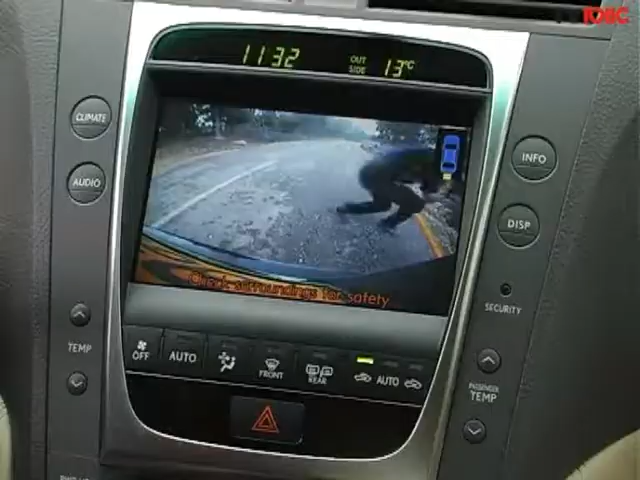 11:32
OUT SIDE 13°C
CLIMATE
AUDIO
INFO
DISP
Check surroundings for safety
SECURITY
TEMP
OFF
AUTO
FRONT
REAR
AUTO
PASSENGER
TEMP